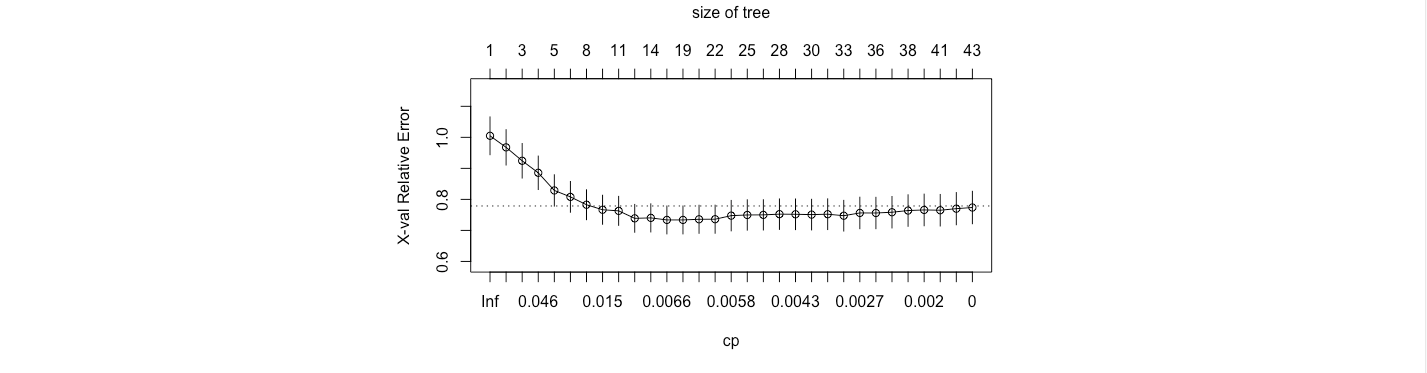 size of tree
1 3 5 8 11 14 19 22 25 28 30 33 36 38 41 43
X-val Relative Error
1.0
0.8
0.6
Inf 0.046 0.015 0.0066 0.0058 0.0043 0.0027 0.002 0
cp